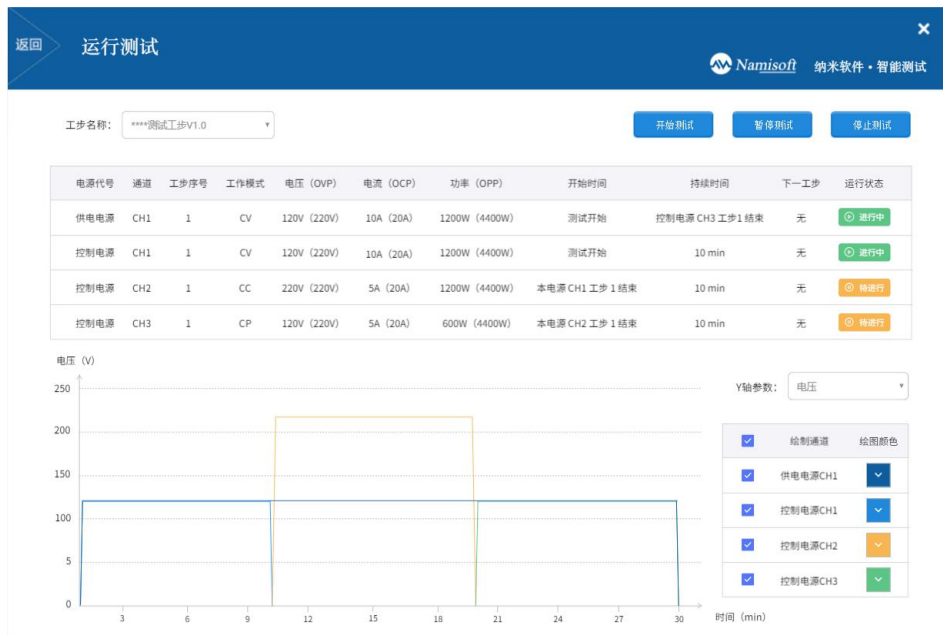 返回
运行测试
Namisoft 纳米软件·智能测试
工步名称： ****测试工步V1.0
开始测试 暂停测试 停止测试
电源代号 通道 工步序号 工作模式 电压（OVP） 电流（OCP） 功率（OPP） 开始时间 持续时间 下一工步 运行状态
供电电源 CH1 1 CV 120V（220V） 10A（20A） 1200W（4400W） 测试开始 控制电源 CH3 工步1 结束 无 进行中
控制电源 CH1 1 CV 120V（220V） 10A（20A） 1200W（4400W） 测试开始 10 min 无 进行中
控制电源 CH2 1 CC 220V（220V） 5A（20A） 1200W（4400W） 本电源 CH1 工步 1 结束 10 min 无 待进行
控制电源 CH3 1 CP 120V（220V） 5A（20A） 600W（4400W） 本电源 CH2 工步 1 结束 10 min 无 待进行
电压（V）
250
200
150
100
5
0
3 6 9 12 15 18 21 24 27 30 时间（min）
Y轴参数： 电压
绘制通道 绘图颜色
供电电源CH1
控制电源CH1
控制电源CH2
控制电源CH3